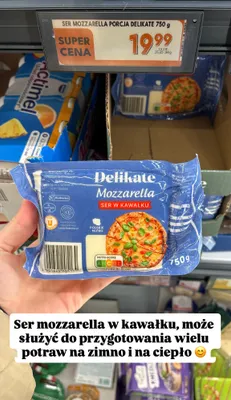 SER MOZZARELLA PORCJA DELIKATE 750 g
SUPER
CENA
19.99
Actimel
Delikate
Mozzarella
SER W KAWAŁKU
750g
Ser mozzarella w kawałku, może
służyć do przygotowania wielu
potraw na zimno i na ciepło 😊